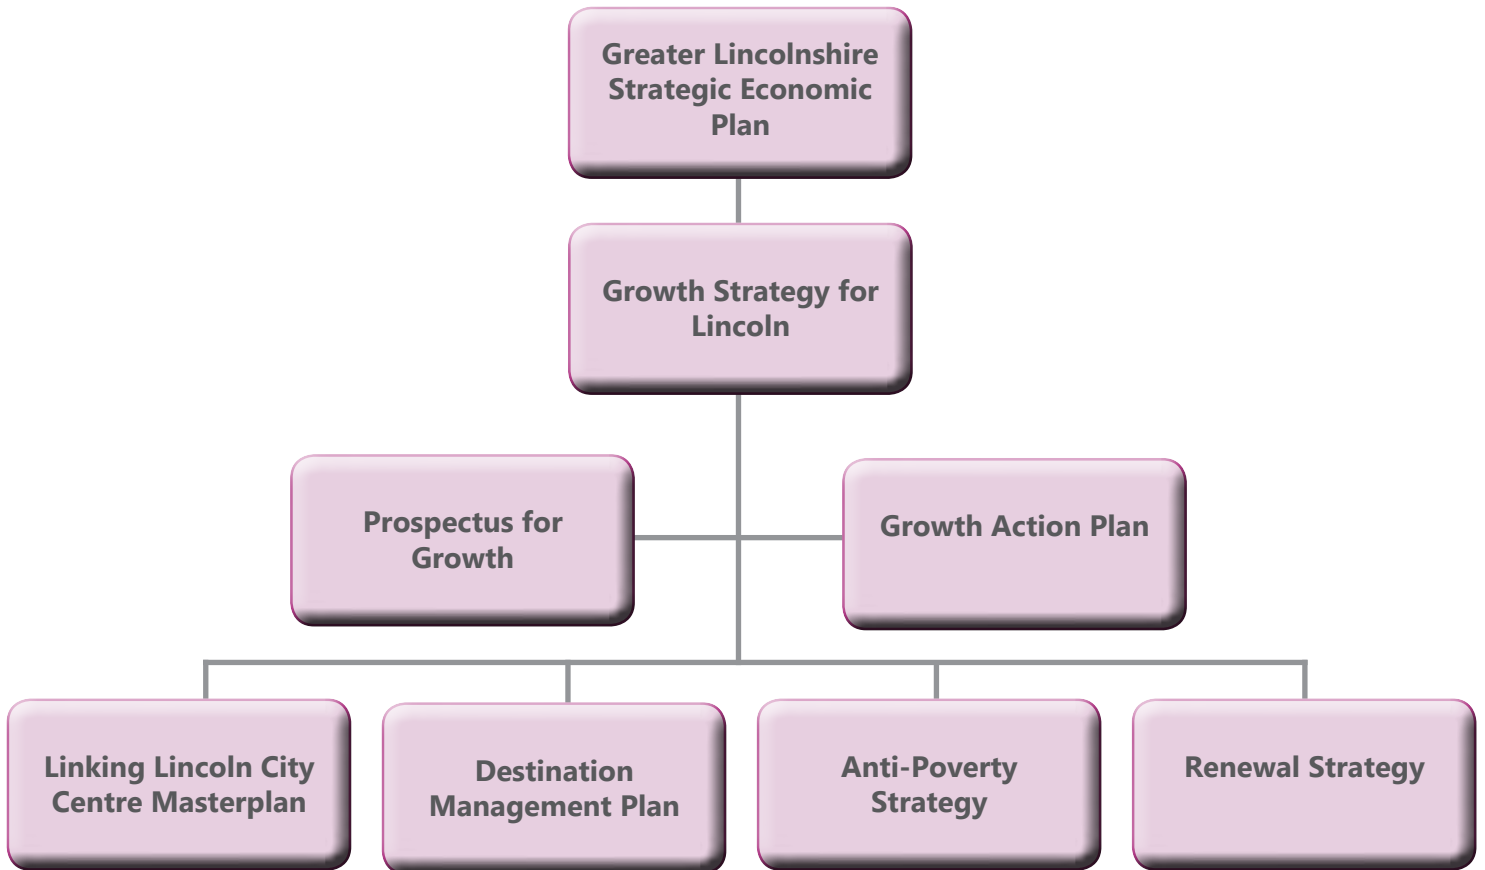 Greater Lincolnshire
Strategic Economic
Plan
Growth Strategy for
Lincoln
Prospectus for
Growth
Growth Action Plan
Linking Lincoln City
Centre Masterplan
Destination
Management Plan
Anti-Poverty
Strategy
Renewal Strategy